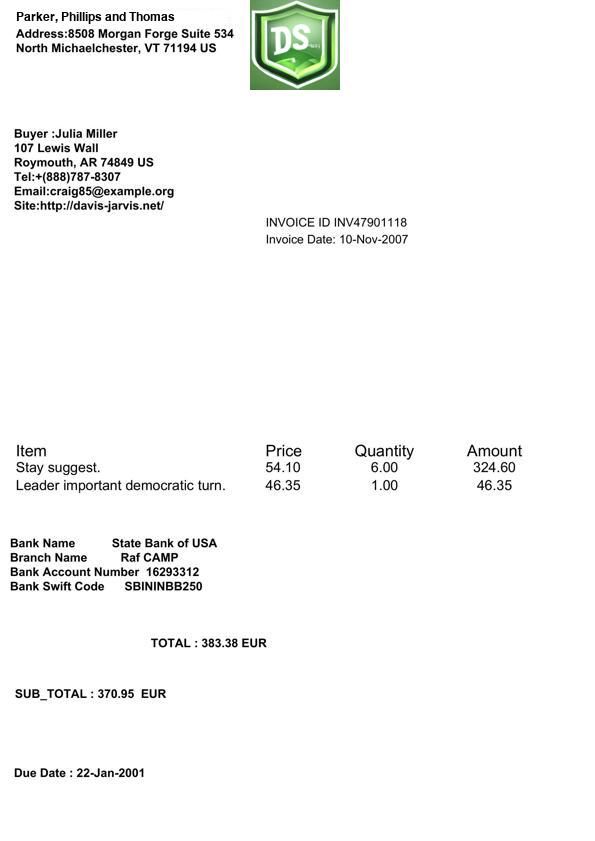 Parker, Phillips and Thomas
Address:8508 Morgan Forge Suite 534
North Michaelchester, VT 71194 US
DS
Buyer :Julia Miller
107 Lewis Wall
Roymouth, AR 74849 US
Tel:+(888)787-8307
Email:craig85@example.org
Site:http://davis-jarvis.net/
INVOICE ID INV47901118
Invoice Date: 10-Nov-2007
Item Price Quantity Amount
Stay suggest. 54.10 6.00 324.60
Leader important democratic turn. 46.35 1.00 46.35
Bank Name State Bank of USA
Branch Name Raf CAMP
Bank Account Number 16293312
Bank Swift Code SBININBB250
TOTAL : 383.38 EUR
SUB_TOTAL : 370.95 EUR
Due Date : 22-Jan-2001